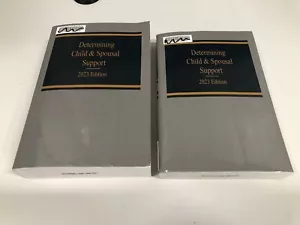 Determining
Child & Spousal
Support
2023 Edition
Determining
Child & Spousal
Support
2023 Edition